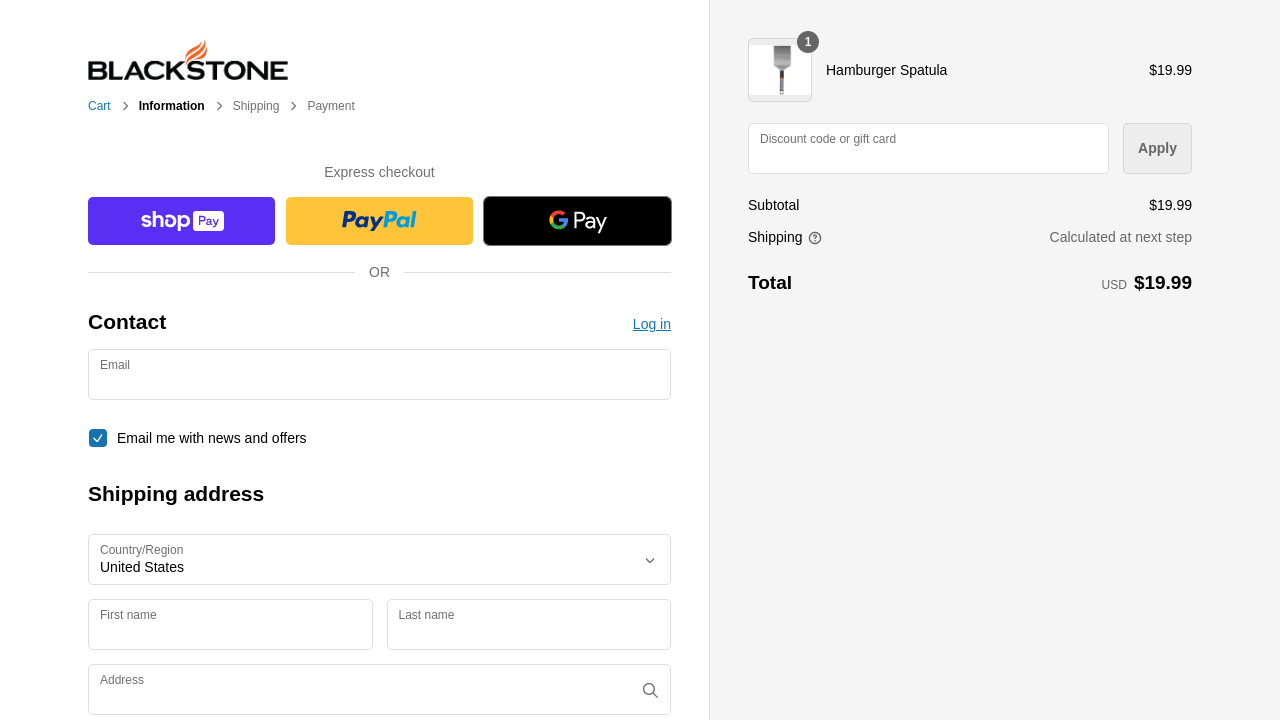 BLACKSTONE
Cart
Information
Shipping
Payment
Express checkout
shop Pay
PayPal
G Pay
OR
Contact
Log in
Email
Email me with news and offers
Shipping address
Country/Region
United States
First name
Last name
Address
1
Hamburger Spatula
$19.99
Discount code or gift card
Apply
Subtotal
$19.99
Shipping
Calculated at next step
Total
USD $19.99